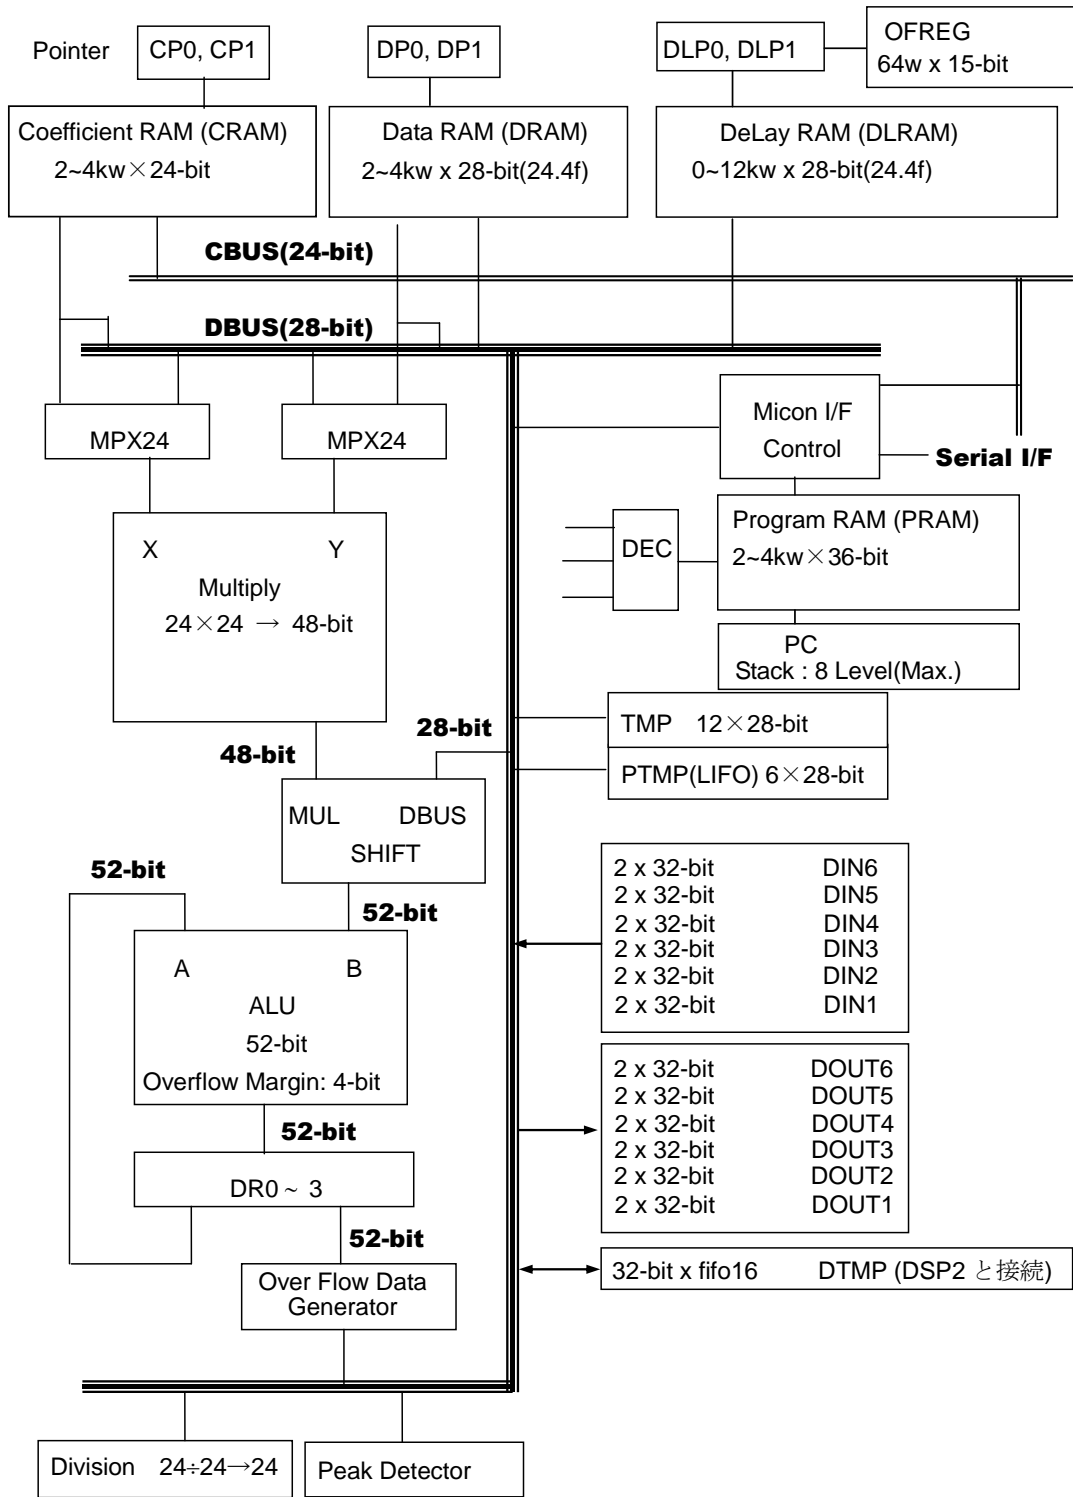 Pointer
CP0, CP1
DP0, DP1
DLP0, DLP1
OFREG
64w x 15-bit
Coefficient RAM (CRAM)
2~4kw×24-bit
Data RAM (DRAM)
2~4kw x 28-bit(24.4f)
DeLay RAM (DLRAM)
0~12kw x 28-bit(24.4f)
CBUS(24-bit)
DBUS(28-bit)
MPX24
MPX24
Micon I/F
Control
Serial I/F
X
Y
Multiply
24×24 → 48-bit
DEC
Program RAM (PRAM)
2~4kw×36-bit
PC
Stack : 8 Level(Max.)
TMP 12×28-bit
PTMP(LIFO) 6×28-bit
48-bit
28-bit
MUL
DBUS
SHIFT
52-bit
52-bit
A
B
ALU
52-bit
Overflow Margin: 4-bit
52-bit
DR0 ~ 3
52-bit
Over Flow Data
Generator
2 x 32-bit DIN6
2 x 32-bit DIN5
2 x 32-bit DIN4
2 x 32-bit DIN3
2 x 32-bit DIN2
2 x 32-bit DIN1
2 x 32-bit DOUT6
2 x 32-bit DOUT5
2 x 32-bit DOUT4
2 x 32-bit DOUT3
2 x 32-bit DOUT2
2 x 32-bit DOUT1
32-bit x fifo16 DTMP (DSP2 と接続)
Division 24÷24→24
Peak Detector